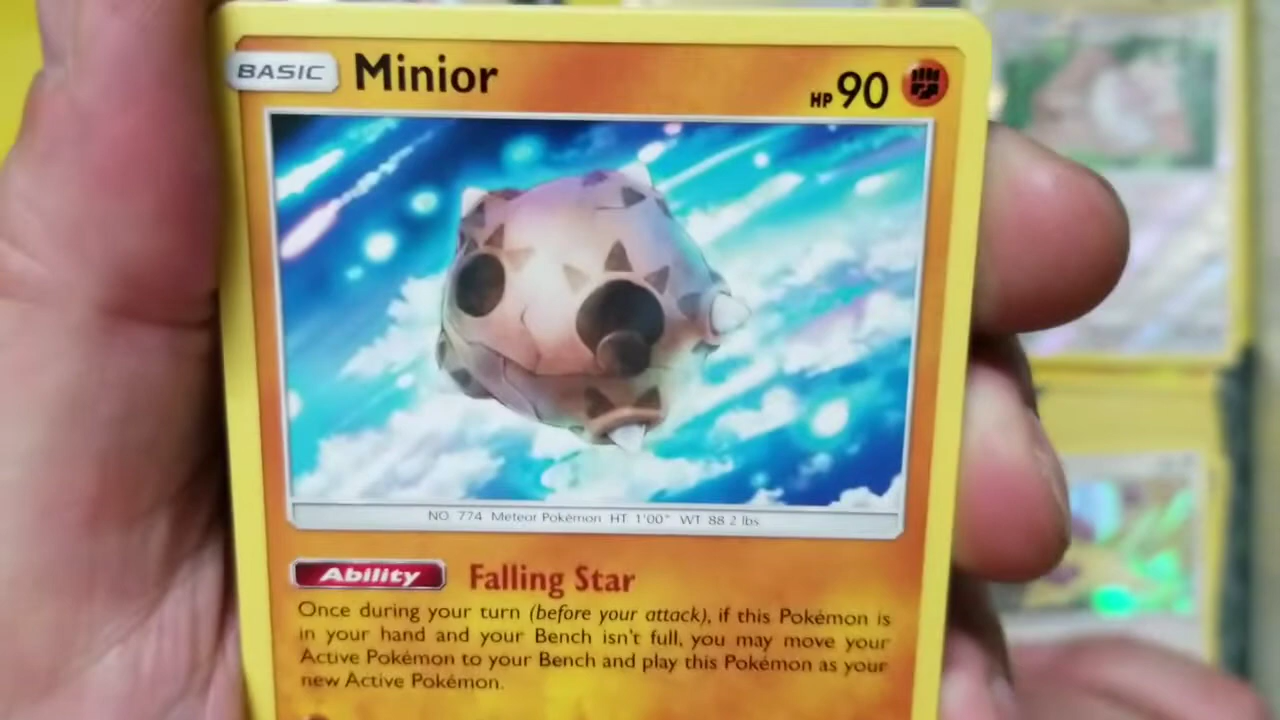 BASIC Minior HP 90
NO. 774 Meteor Pokémon HT 1'00" WT 88.2 lbs
Ability Falling Star
Once during your turn (before your attack), if this Pokémon is
in your hand and your Bench isn't full, you may move your
Active Pokémon to your Bench and play this Pokémon as your
new Active Pokémon.